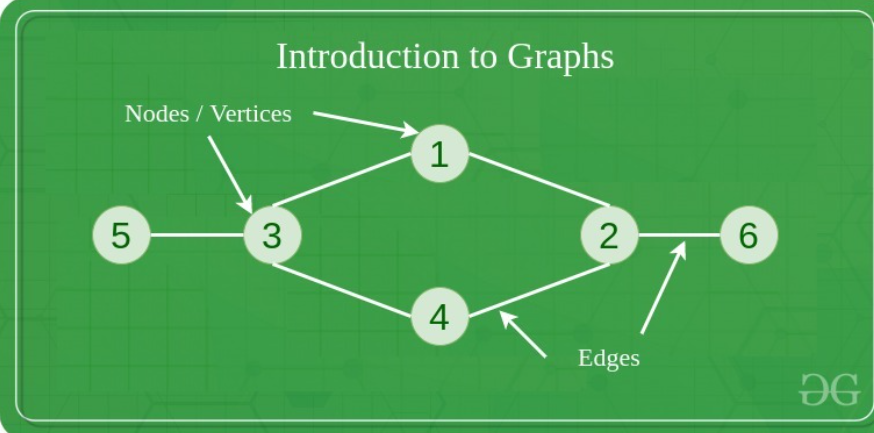 Introduction to Graphs
Nodes / Vertices
1
5
3
2
6
4
Edges
GG